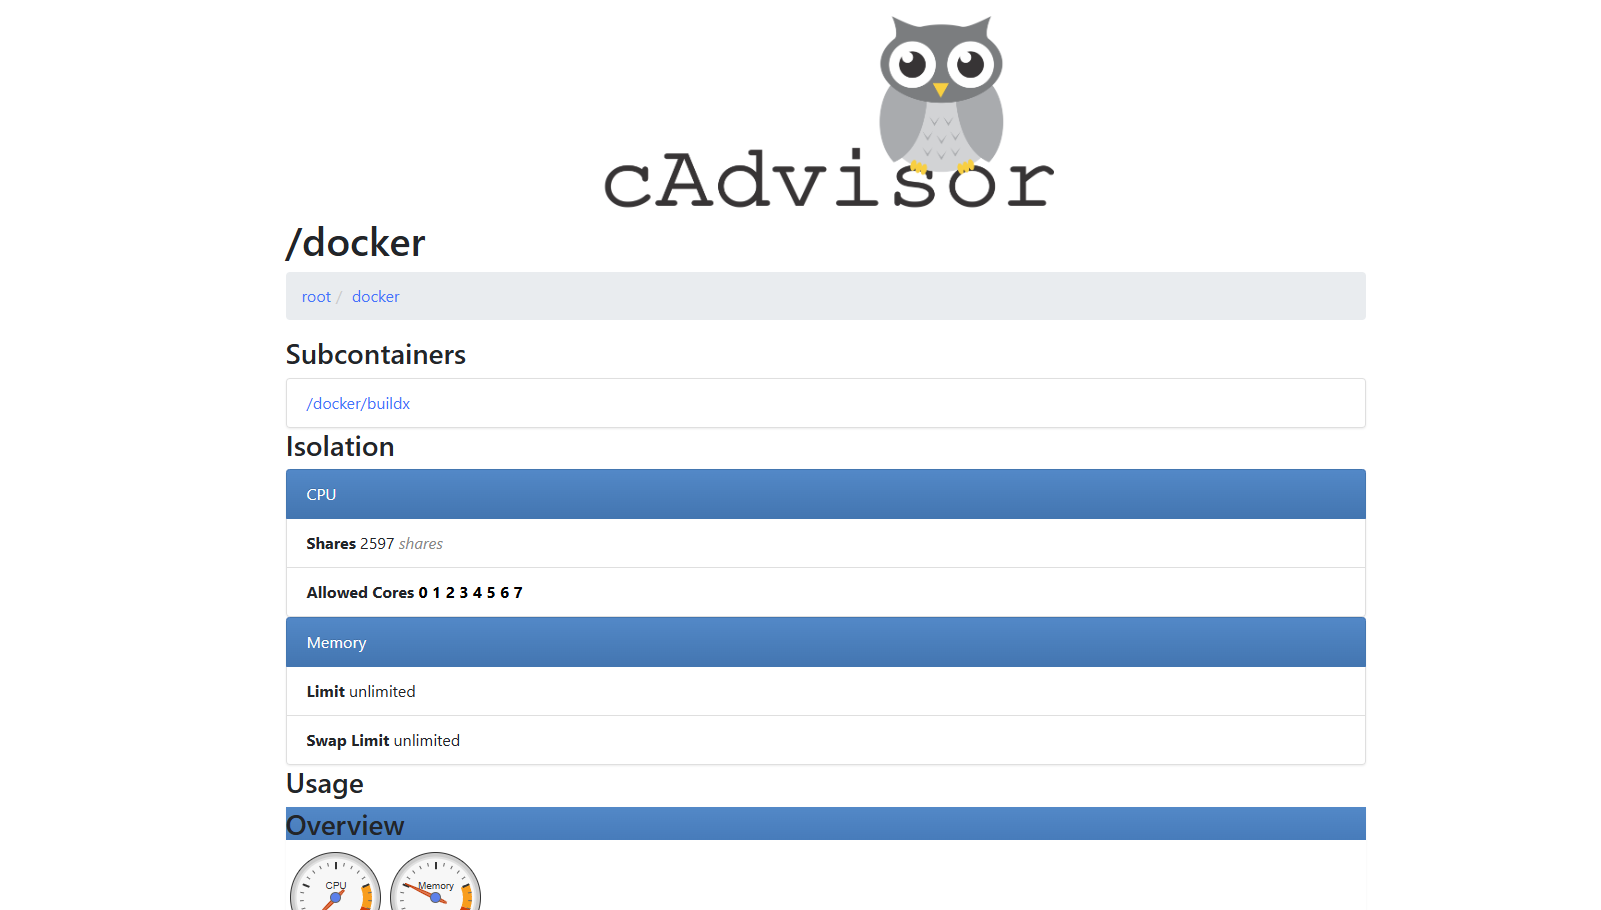 cAdvisor
/docker
root / docker
Subcontainers
/docker/buildx
Isolation
CPU
Shares 2597 shares
Allowed Cores 0 1 2 3 4 5 6 7
Memory
Limit unlimited
Swap Limit unlimited
Usage
Overview
CPU Memory